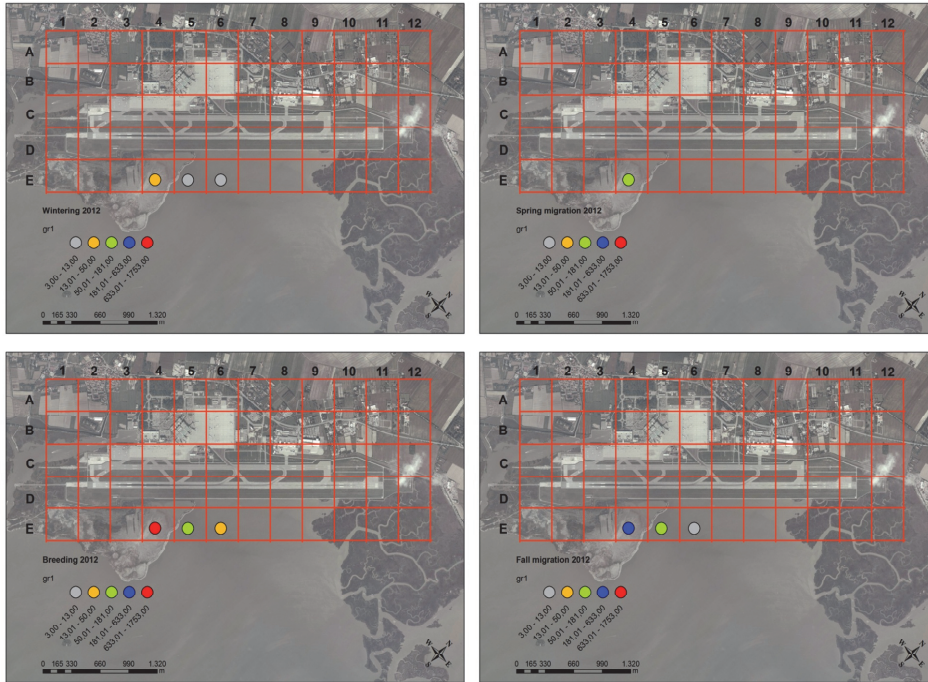 1 2 3 4 5 6 7 8 9 10 11 12
A
B
C
D
E
Wintering 2012
gr1
3,00 - 13,00
13,01 - 50,00
50,01 - 181,00
181,01 - 633,00
633,01 - 1753,00
0 165 330 660 990 1.320
m
N
E
S
W
1 2 3 4 5 6 7 8 9 10 11 12
A
B
C
D
E
Spring migration 2012
gr1
3,00 - 13,00
13,01 - 50,00
50,01 - 181,00
181,01 - 633,00
633,01 - 1753,00
0 165 330 660 990 1.320
m
N
E
S
W
1 2 3 4 5 6 7 8 9 10 11 12
A
B
C
D
E
Breeding 2012
gr1
3,00 - 13,00
13,01 - 50,00
50,01 - 181,00
181,01 - 633,00
633,01 - 1753,00
0 165 330 660 990 1.320
m
N
E
S
W
1 2 3 4 5 6 7 8 9 10 11 12
A
B
C
D
E
Fall migration 2012
gr1
3,00 - 13,00
13,01 - 50,00
50,01 - 181,00
181,01 - 633,00
633,01 - 1753,00
0 165 330 660 990 1.320
m
N
E
S
W